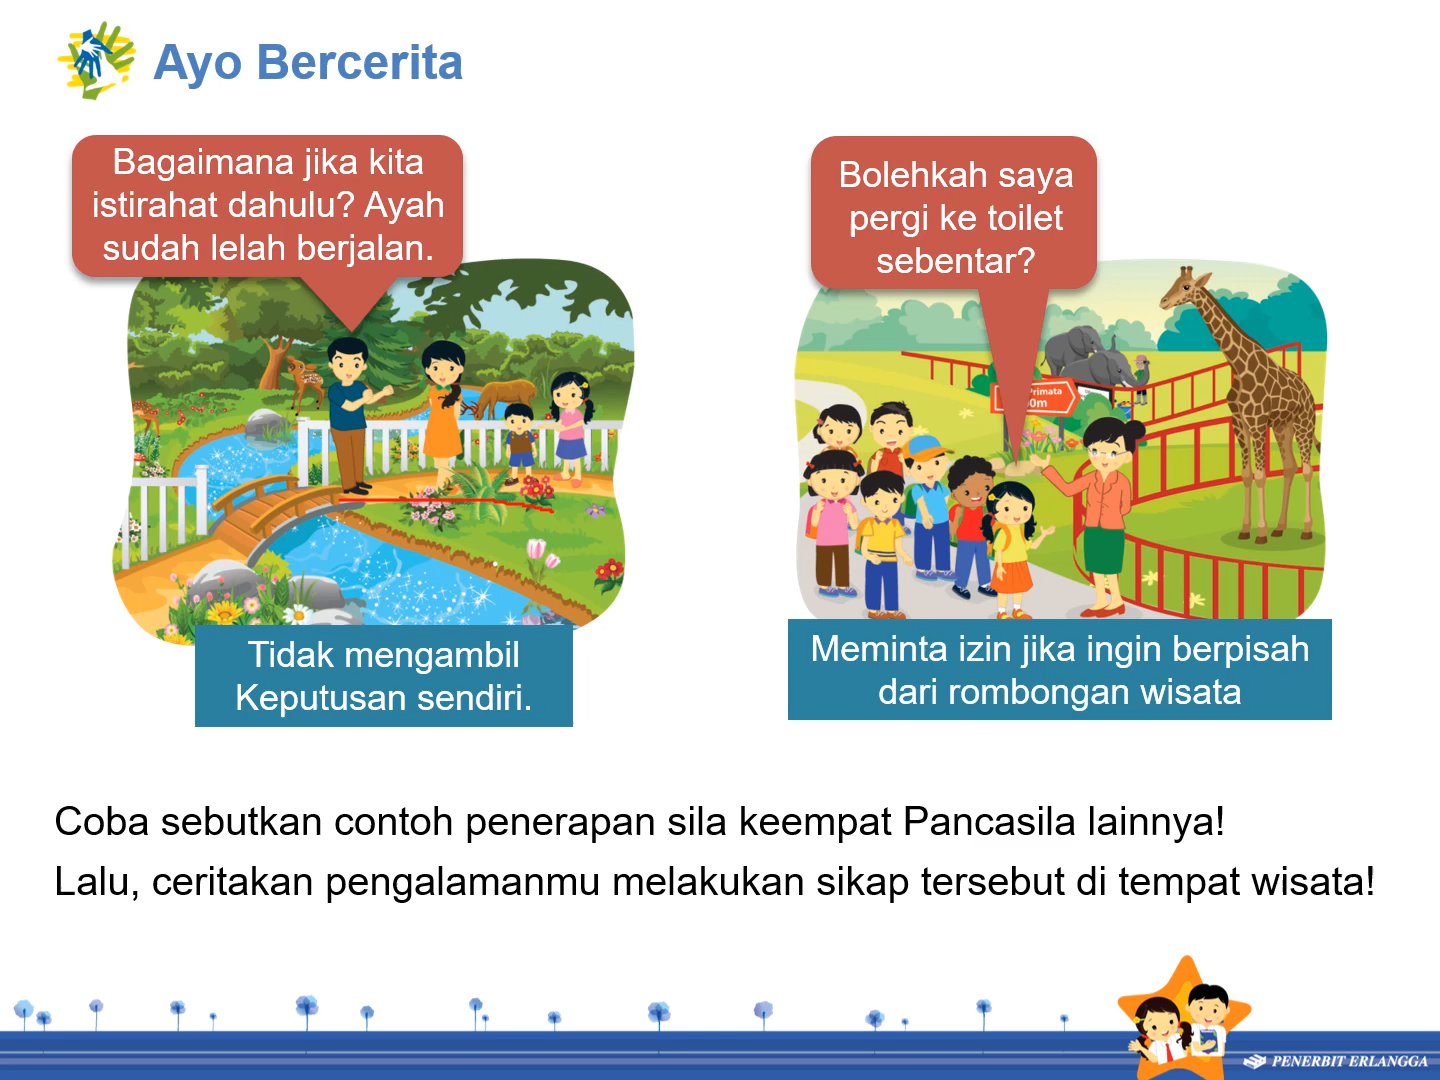 Ayo Bercerita
Bagaimana jika kita
istirahat dahulu? Ayah
sudah lelah berjalan.
Bolehkah saya
pergi ke toilet
sebentar?
Primata
0m
Tidak mengambil
Keputusan sendiri.
Meminta izin jika ingin berpisah
dari rombongan wisata
Coba sebutkan contoh penerapan sila keempat Pancasila lainnya!
Lalu, ceritakan pengalamanmu melakukan sikap tersebut di tempat wisata!
PENERBIT ERLANGGA